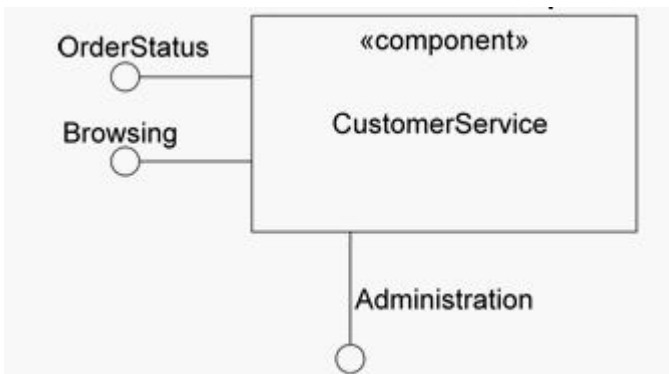 OrderStatus
«component»
Browsing
CustomerService
Administration